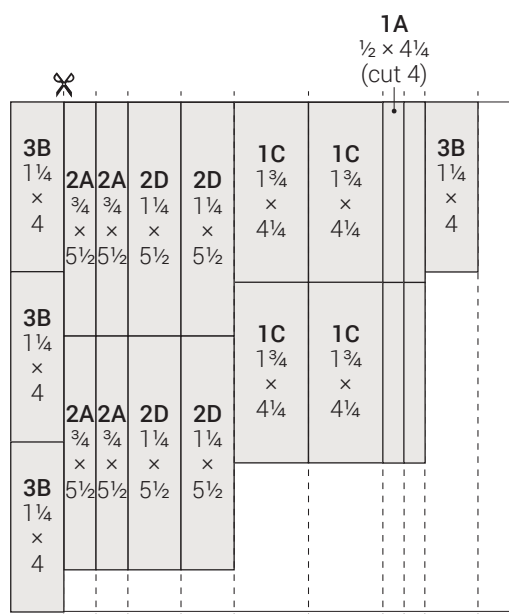 1A
½ × 4¼
(cut 4)
3B
1¼
×
4
2A
¾
×
5½
2A
¾
×
5½
2D
1¼
×
5½
2D
1¼
×
5½
1C
1¾
×
4¼
1C
1¾
×
4¼
3B
1¼
×
4
3B
1¼
×
4
2A
¾
×
5½
2A
¾
×
5½
2D
1¼
×
5½
2D
1¼
×
5½
1C
1¾
×
4¼
1C
1¾
×
4¼
3B
1¼
×
4